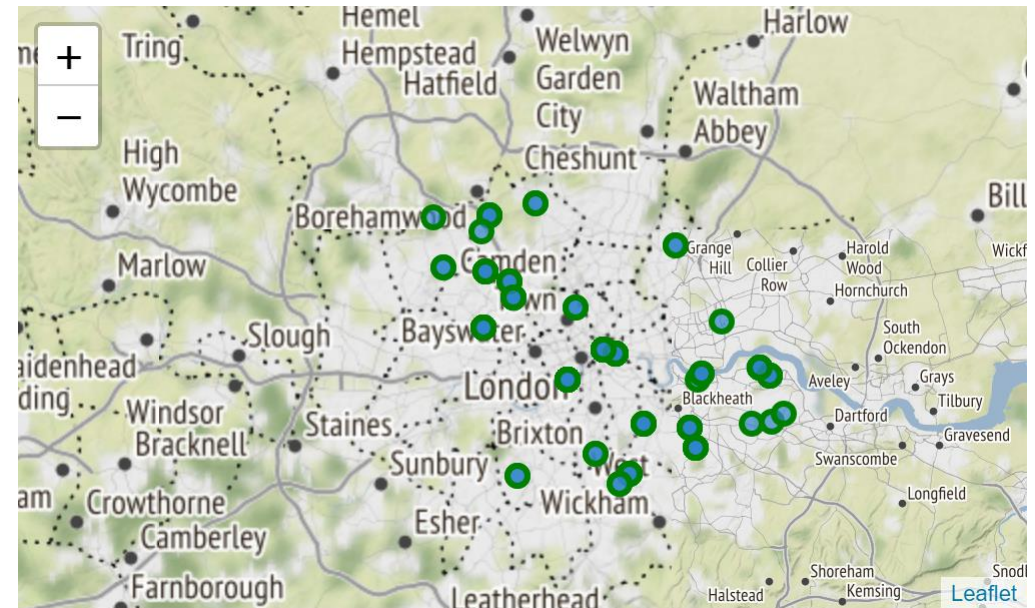 +
−
Tring
Hemel
Hempstead
Hatfield
Welwyn
Garden
City
Harlow
Waltham
Abbey
Cheshunt
High
Wycombe
Borehamwood
Bill
Marlow
Camden
Town
Grange
Hill
Collier
Row
Harold
Wood
Hornchurch
Wickf
Slough
Bayswater
South
Ockendon
aidenhead
ding
London
Blackheath
Aveley
Grays
Tilbury
Windsor
Bracknell
Staines
Brixton
Dartford
Gravesend
Swanscombe
Sunbury
West
Wickham
am
Crowthorne
Camberley
Esher
Longfield
Farnborough
Leatherhead
Halstead
Shoreham
Kemsing
Snodl
Leaflet